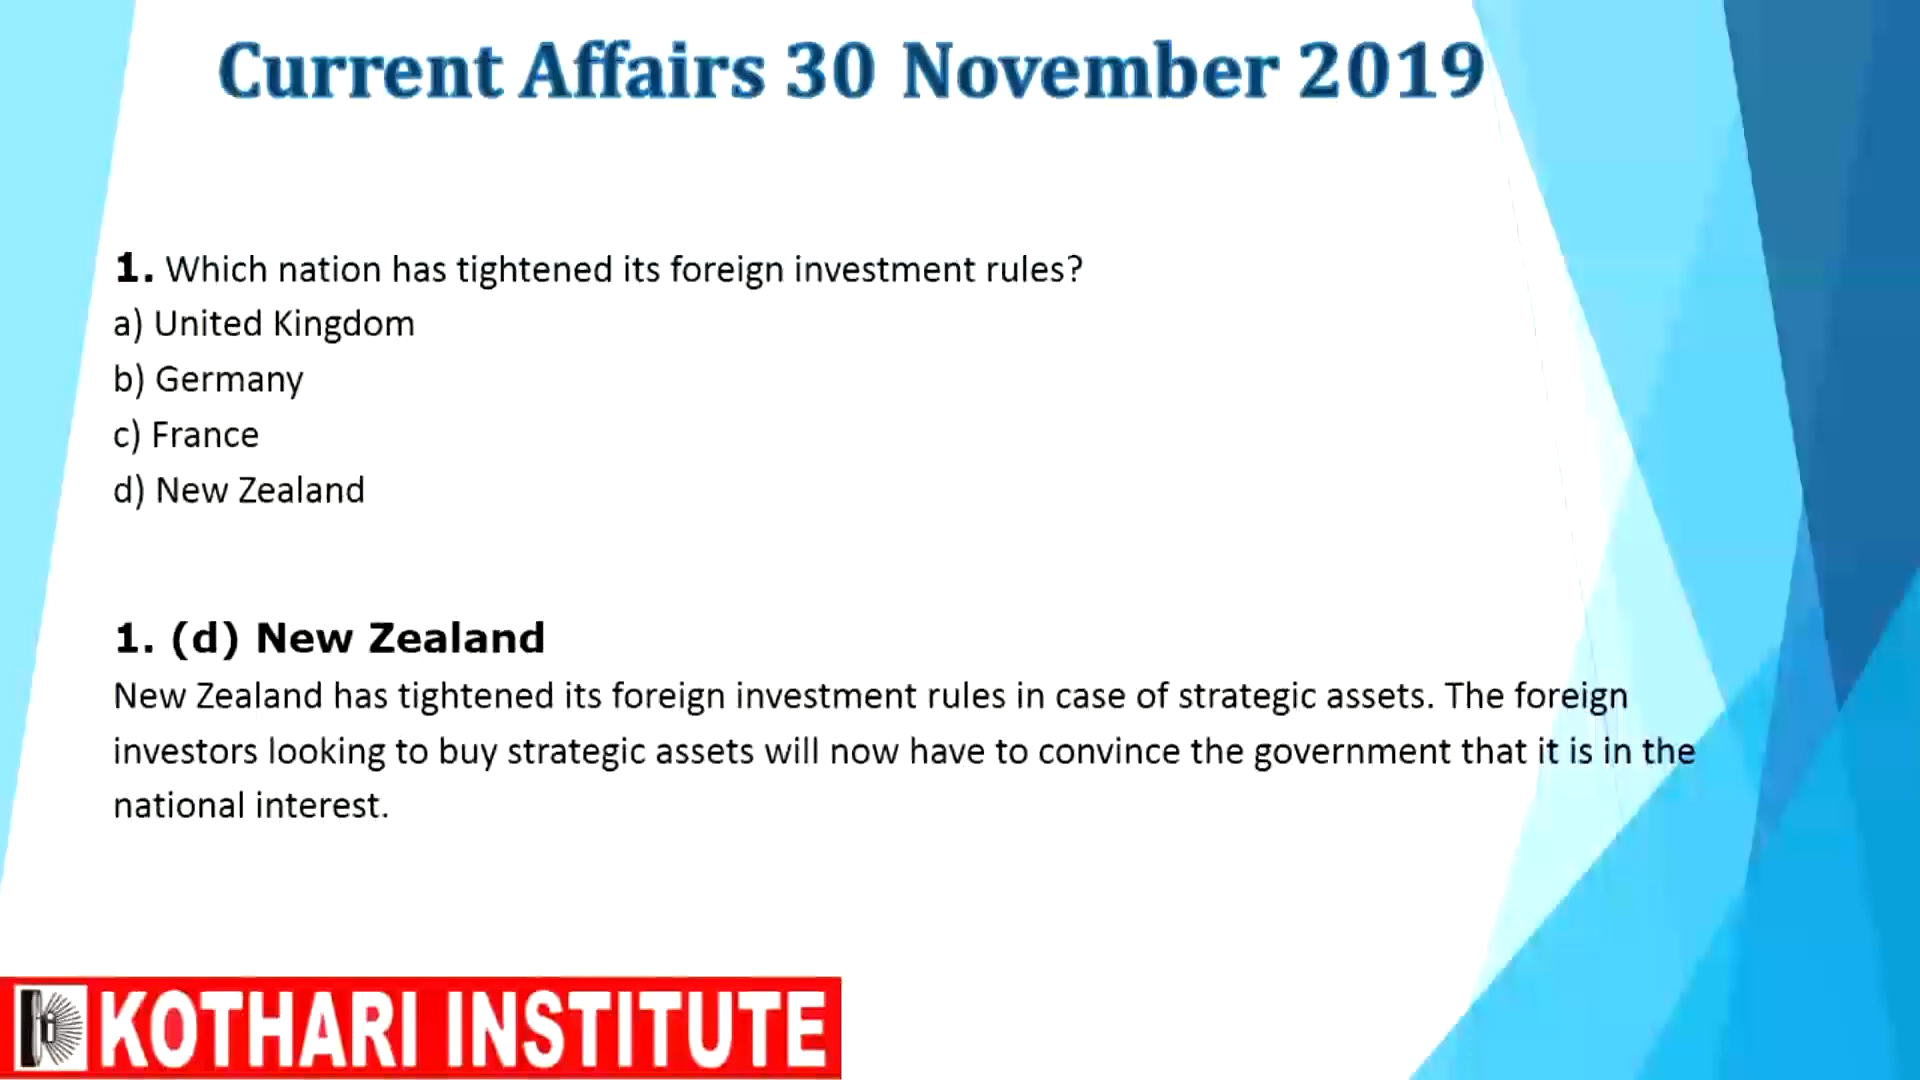 Current Affairs 30 November 2019
1. Which nation has tightened its foreign investment rules?
a) United Kingdom
b) Germany
c) France
d) New Zealand
1. (d) New Zealand
New Zealand has tightened its foreign investment rules in case of strategic assets. The foreign
investors looking to buy strategic assets will now have to convince the government that it is in the
national interest.
KOTHARI INSTITUTE